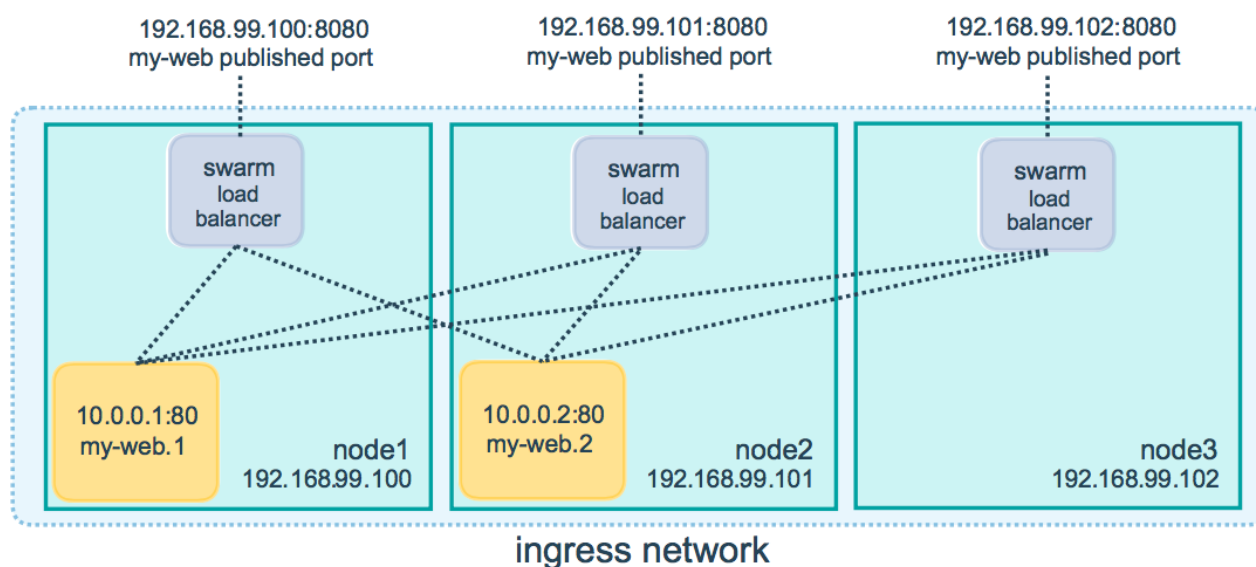 192.168.99.100:8080
my-web published port
192.168.99.101:8080
my-web published port
192.168.99.102:8080
my-web published port
swarm
load
balancer
swarm
load
balancer
swarm
load
balancer
10.0.0.1:80
my-web.1
node1
192.168.99.100
10.0.0.2:80
my-web.2
node2
192.168.99.101
node3
192.168.99.102
ingress network